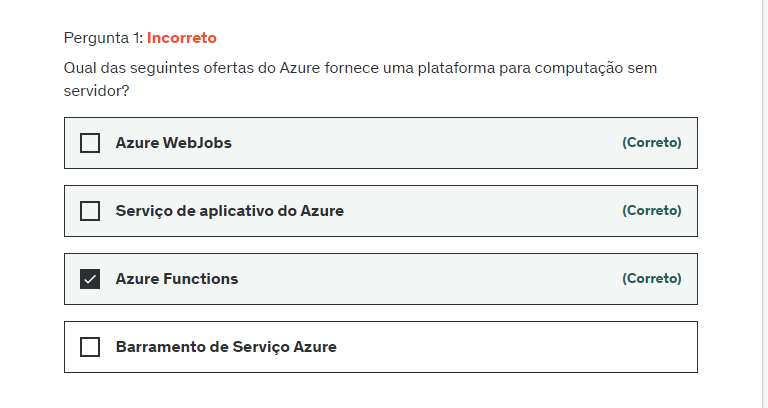 Pergunta 1: Incorreto
Qual das seguintes ofertas do Azure fornece uma plataforma para computação sem
servidor?
Azure WebJobs (Correto)
Serviço de aplicativo do Azure (Correto)
Azure Functions (Correto)
Barramento de Serviço Azure